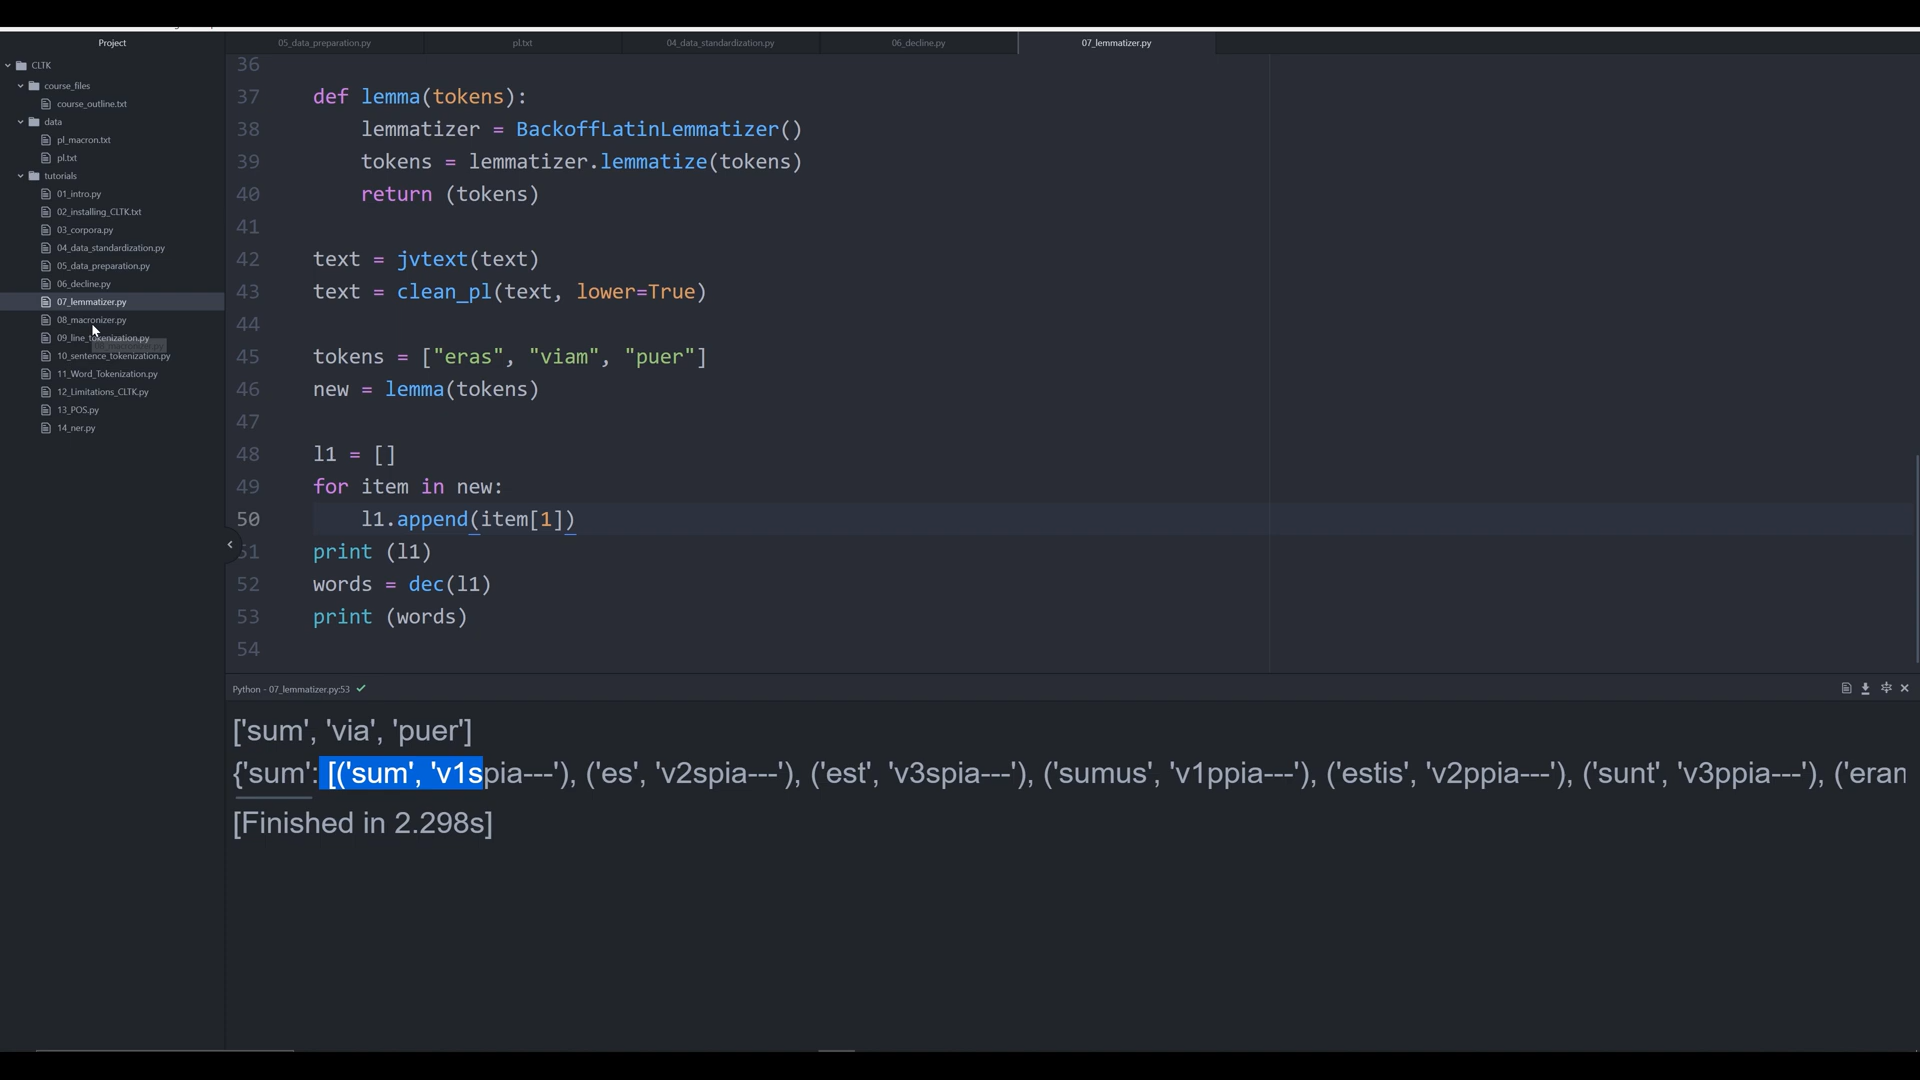 Project
05_data_preparation.py
pl.txt
04_data_standardization.py
06_decline.py
07_lemmatizer.py
CLTK
course_files
course_outline.txt
data
pl_macron.txt
pl.txt
tutorials
01_intro.py
02_installing_CLTK.txt
03_corpora.py
04_data_standardization.py
05_data_preparation.py
06_decline.py
07_lemmatizer.py
08_macronizer.py
09_line_tokenization.py
10_sentence_tokenization.py
11_Word_Tokenization.py
12_Limitations_CLTK.py
13_POS.py
14_ner.py
36
37 def lemma(tokens):
38 lemmatizer = BackoffLatinLemmatizer()
39 tokens = lemmatizer.lemmatize(tokens)
40 return (tokens)
41
42 text = jvtext(text)
43 text = clean_pl(text, lower=True)
44
45 tokens = ["eras", "viam", "puer"]
46 new = lemma(tokens)
47
48 l1 = []
49 for item in new:
50 l1.append(item[1])
51 print (l1)
52 words = dec(l1)
53 print (words)
54
Python - 07_lemmatizer.py:53
['sum', 'via', 'puer']
{'sum': [('sum', 'v1spia---'), ('es', 'v2spia---'), ('est', 'v3spia---'), ('sumus', 'v1ppia---'), ('estis', 'v2ppia---'), ('sunt', 'v3ppia---'), ('eran
[Finished in 2.298s]